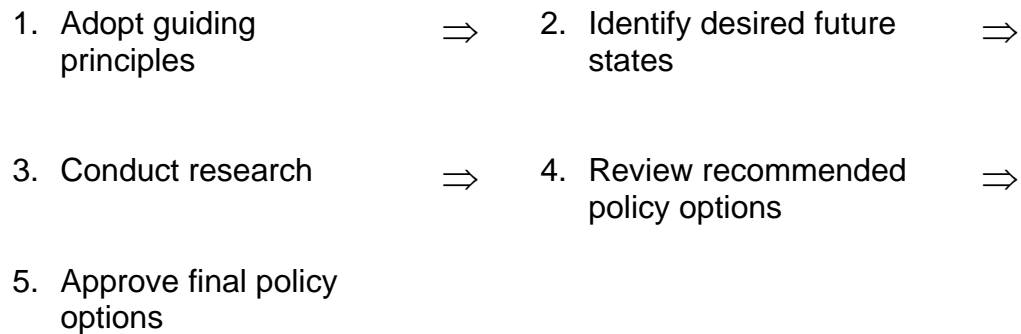 1. Adopt guiding principles ⇒
2. Identify desired future states ⇒
3. Conduct research ⇒
4. Review recommended policy options ⇒
5. Approve final policy options